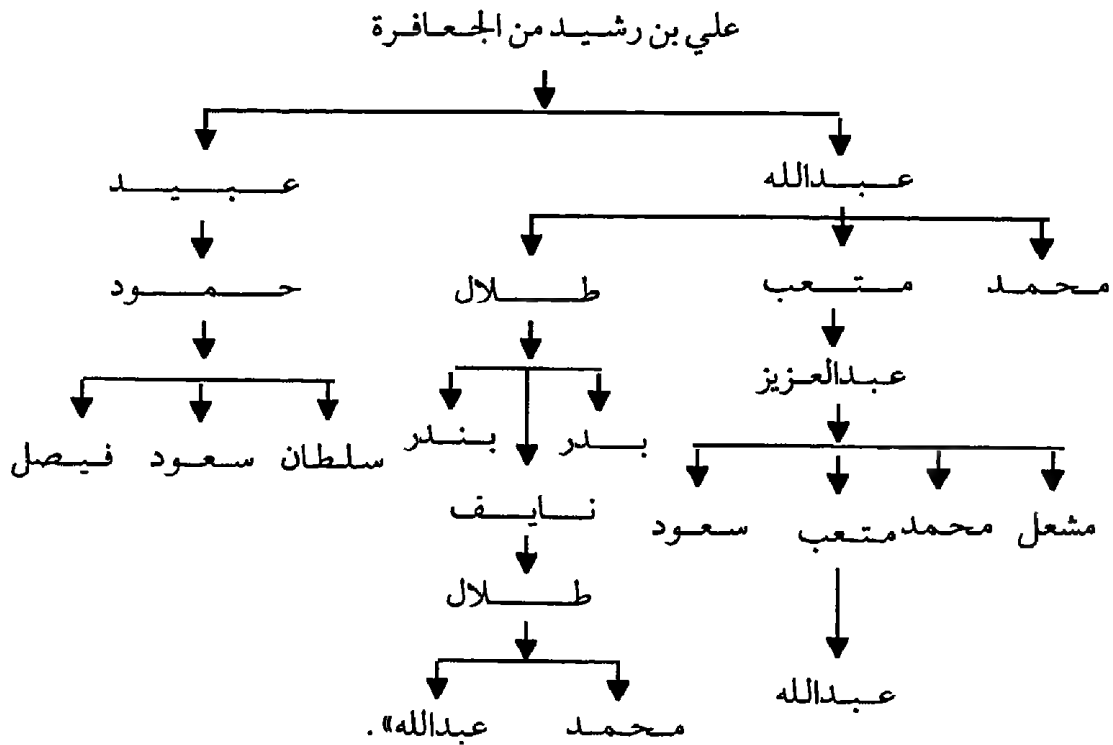 علي بن رشيد من الجعافرة
عبدالله عبيد
محمد متعب طلال حمود
عبدالعزيز
بدر بندر سلطان سعود فيصل
مشعل محمد متعب سعود نايف
طلال
عبدالله
محمد عبدالله».